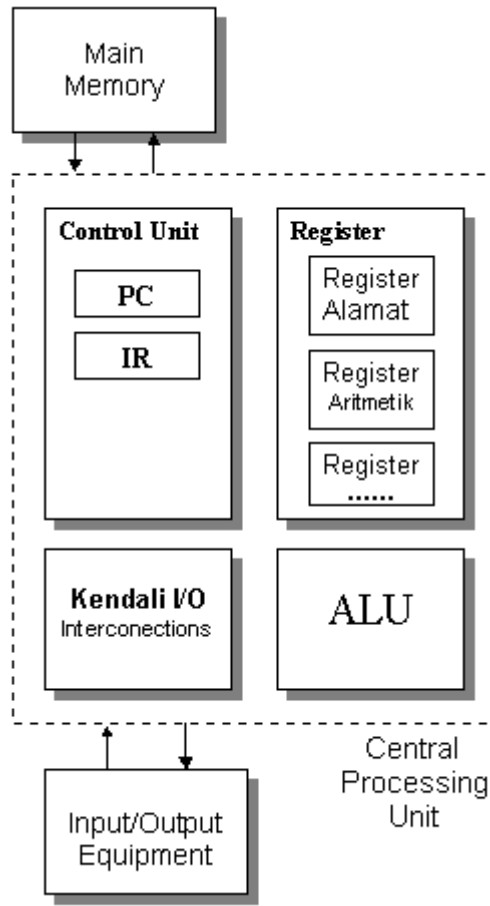 Main
Memory
Control Unit
PC
IR
Register
Register
Alamat
Register
Aritmetik
Register
......
Kendali I/O
Interconections
ALU
Central
Processing
Unit
Input/Output
Equipment